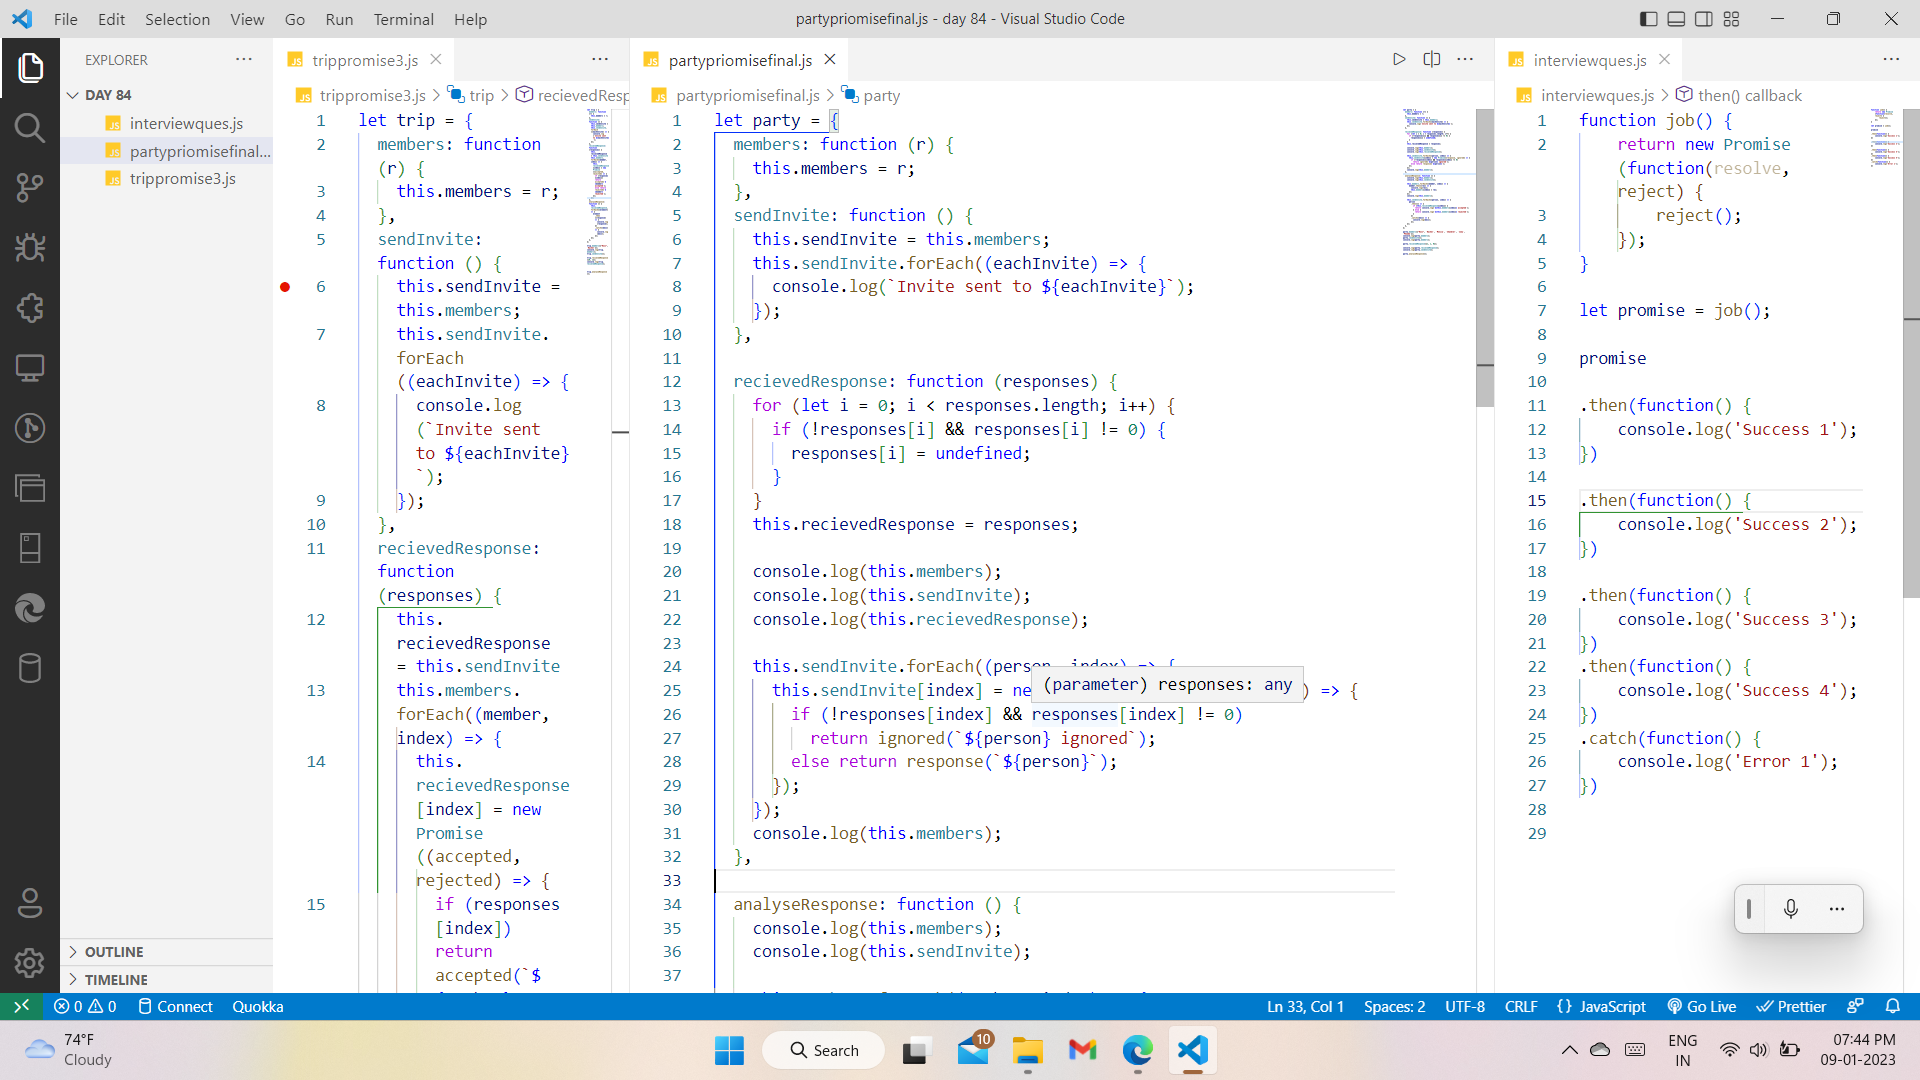 File Edit Selection View Go Run Terminal Help
partypriomisefinal.js - day 84 - Visual Studio Code
EXPLORER
DAY 84
interviewques.js
partypriomisefinal...
trippromise3.js
OUTLINE
TIMELINE
trippromise3.js
trippromise3.js > trip > recievedResp
1 let trip = {
2 members: function
(r) {
3 this.members = r;
4 },
5 sendInvite:
function () {
6 this.sendInvite =
this.members;
7 this.sendInvite.
forEach
((eachInvite) => {
8 console.log
(`Invite sent
to ${eachInvite}
`);
9 });
10 },
11 recievedResponse:
function
(responses) {
12 this.
recievedResponse
= this.sendInvite
13 this.members.
forEach((member,
index) => {
14 this.
recievedResponse
[index] = new
Promise
((accepted,
rejected) => {
15 if (responses
[index])
return
accepted(`$
partypriomisefinal.js
partypriomisefinal.js > party
1 let party = {
2 members: function (r) {
3 this.members = r;
4 },
5 sendInvite: function () {
6 this.sendInvite = this.members;
7 this.sendInvite.forEach((eachInvite) => {
8 console.log(`Invite sent to ${eachInvite}`);
9 });
10 },
11
12 recievedResponse: function (responses) {
13 for (let i = 0; i < responses.length; i++) {
14 if (!responses[i] && responses[i] != 0) {
15 responses[i] = undefined;
16 }
17 }
18 this.recievedResponse = responses;
19
20 console.log(this.members);
21 console.log(this.sendInvite);
22 console.log(this.recievedResponse);
23
24 this.sendInvite.forEach((person, index) => {
(parameter) responses: any
25 this.sendInvite[index] = ne ) => {
26 if (!responses[index] && responses[index] != 0)
27 return ignored(`${person} ignored`);
28 else return response(`${person}`);
29 });
30 });
31 console.log(this.members);
32 },
33
34 analyseResponse: function () {
35 console.log(this.members);
36 console.log(this.sendInvite);
37
interviewques.js
interviewques.js > then() callback
1 function job() {
2 return new Promise
(function(resolve,
reject) {
3 reject();
4 });
5 }
6
7 let promise = job();
8
9 promise
10
11 .then(function() {
12 console.log('Success 1');
13 })
14
15 .then(function() {
16 console.log('Success 2');
17 })
18
19 .then(function() {
20 console.log('Success 3');
21 })
22 .then(function() {
23 console.log('Success 4');
24 })
25 .catch(function() {
26 console.log('Error 1');
27 })
28
29
0 0 Connect Quokka
Ln 33, Col 1 Spaces: 2 UTF-8 CRLF {} JavaScript Go Live Prettier
74°F
Cloudy
Search
10
ENG
IN
07:44 PM
09-01-2023